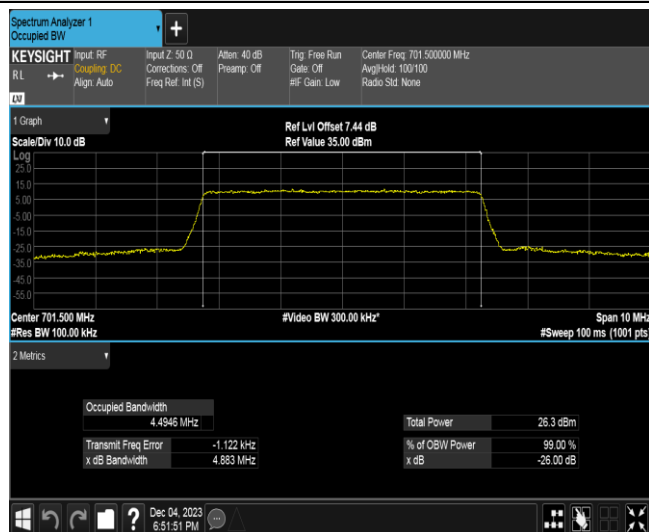 Spectrum Analyzer 1
Occupied BW
+
KEYSIGHT Input: RF Input Z: 50 Ω Atten: 40 dB Trig: Free Run Center Freq: 701.500000 MHz
RL Coupling: DC Corrections: Off Preamp: Off Gate: Off Avg|Hold: 100/100
Align: Auto Freq Ref: Int (S) #IF Gain: Low Radio Std: None
LXI
1 Graph Ref Lvl Offset 7.44 dB
Scale/Div 10.0 dB Ref Value 35.00 dBm
Log
25.0
15.0
5.00
-5.00
-15.0
-25.0
-35.0
-45.0
-55.0
Center 701.500 MHz #Video BW 300.00 kHz* Span 10 MHz
#Res BW 100.00 kHz #Sweep 100 ms (1001 pts)
2 Metrics
Occupied Bandwidth
4.4946 MHz Total Power 26.3 dBm
Transmit Freq Error -1.122 kHz % of OBW Power 99.00 %
x dB Bandwidth 4.883 MHz x dB -26.00 dB
? Dec 04, 2023
6:51:51 PM